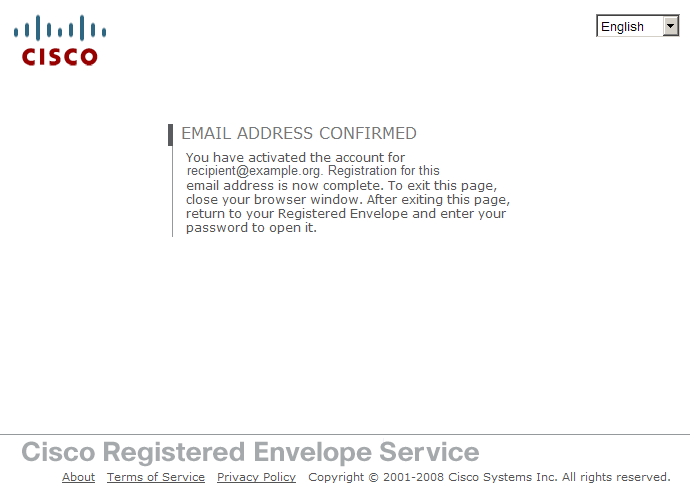 CISCO
English
EMAIL ADDRESS CONFIRMED
You have activated the account for
recipient@example.org. Registration for this
email address is now complete. To exit this page,
close your browser window. After exiting this page,
return to your Registered Envelope and enter your
password to open it.
Cisco Registered Envelope Service
About Terms of Service Privacy Policy Copyright © 2001-2008 Cisco Systems Inc. All rights reserved.